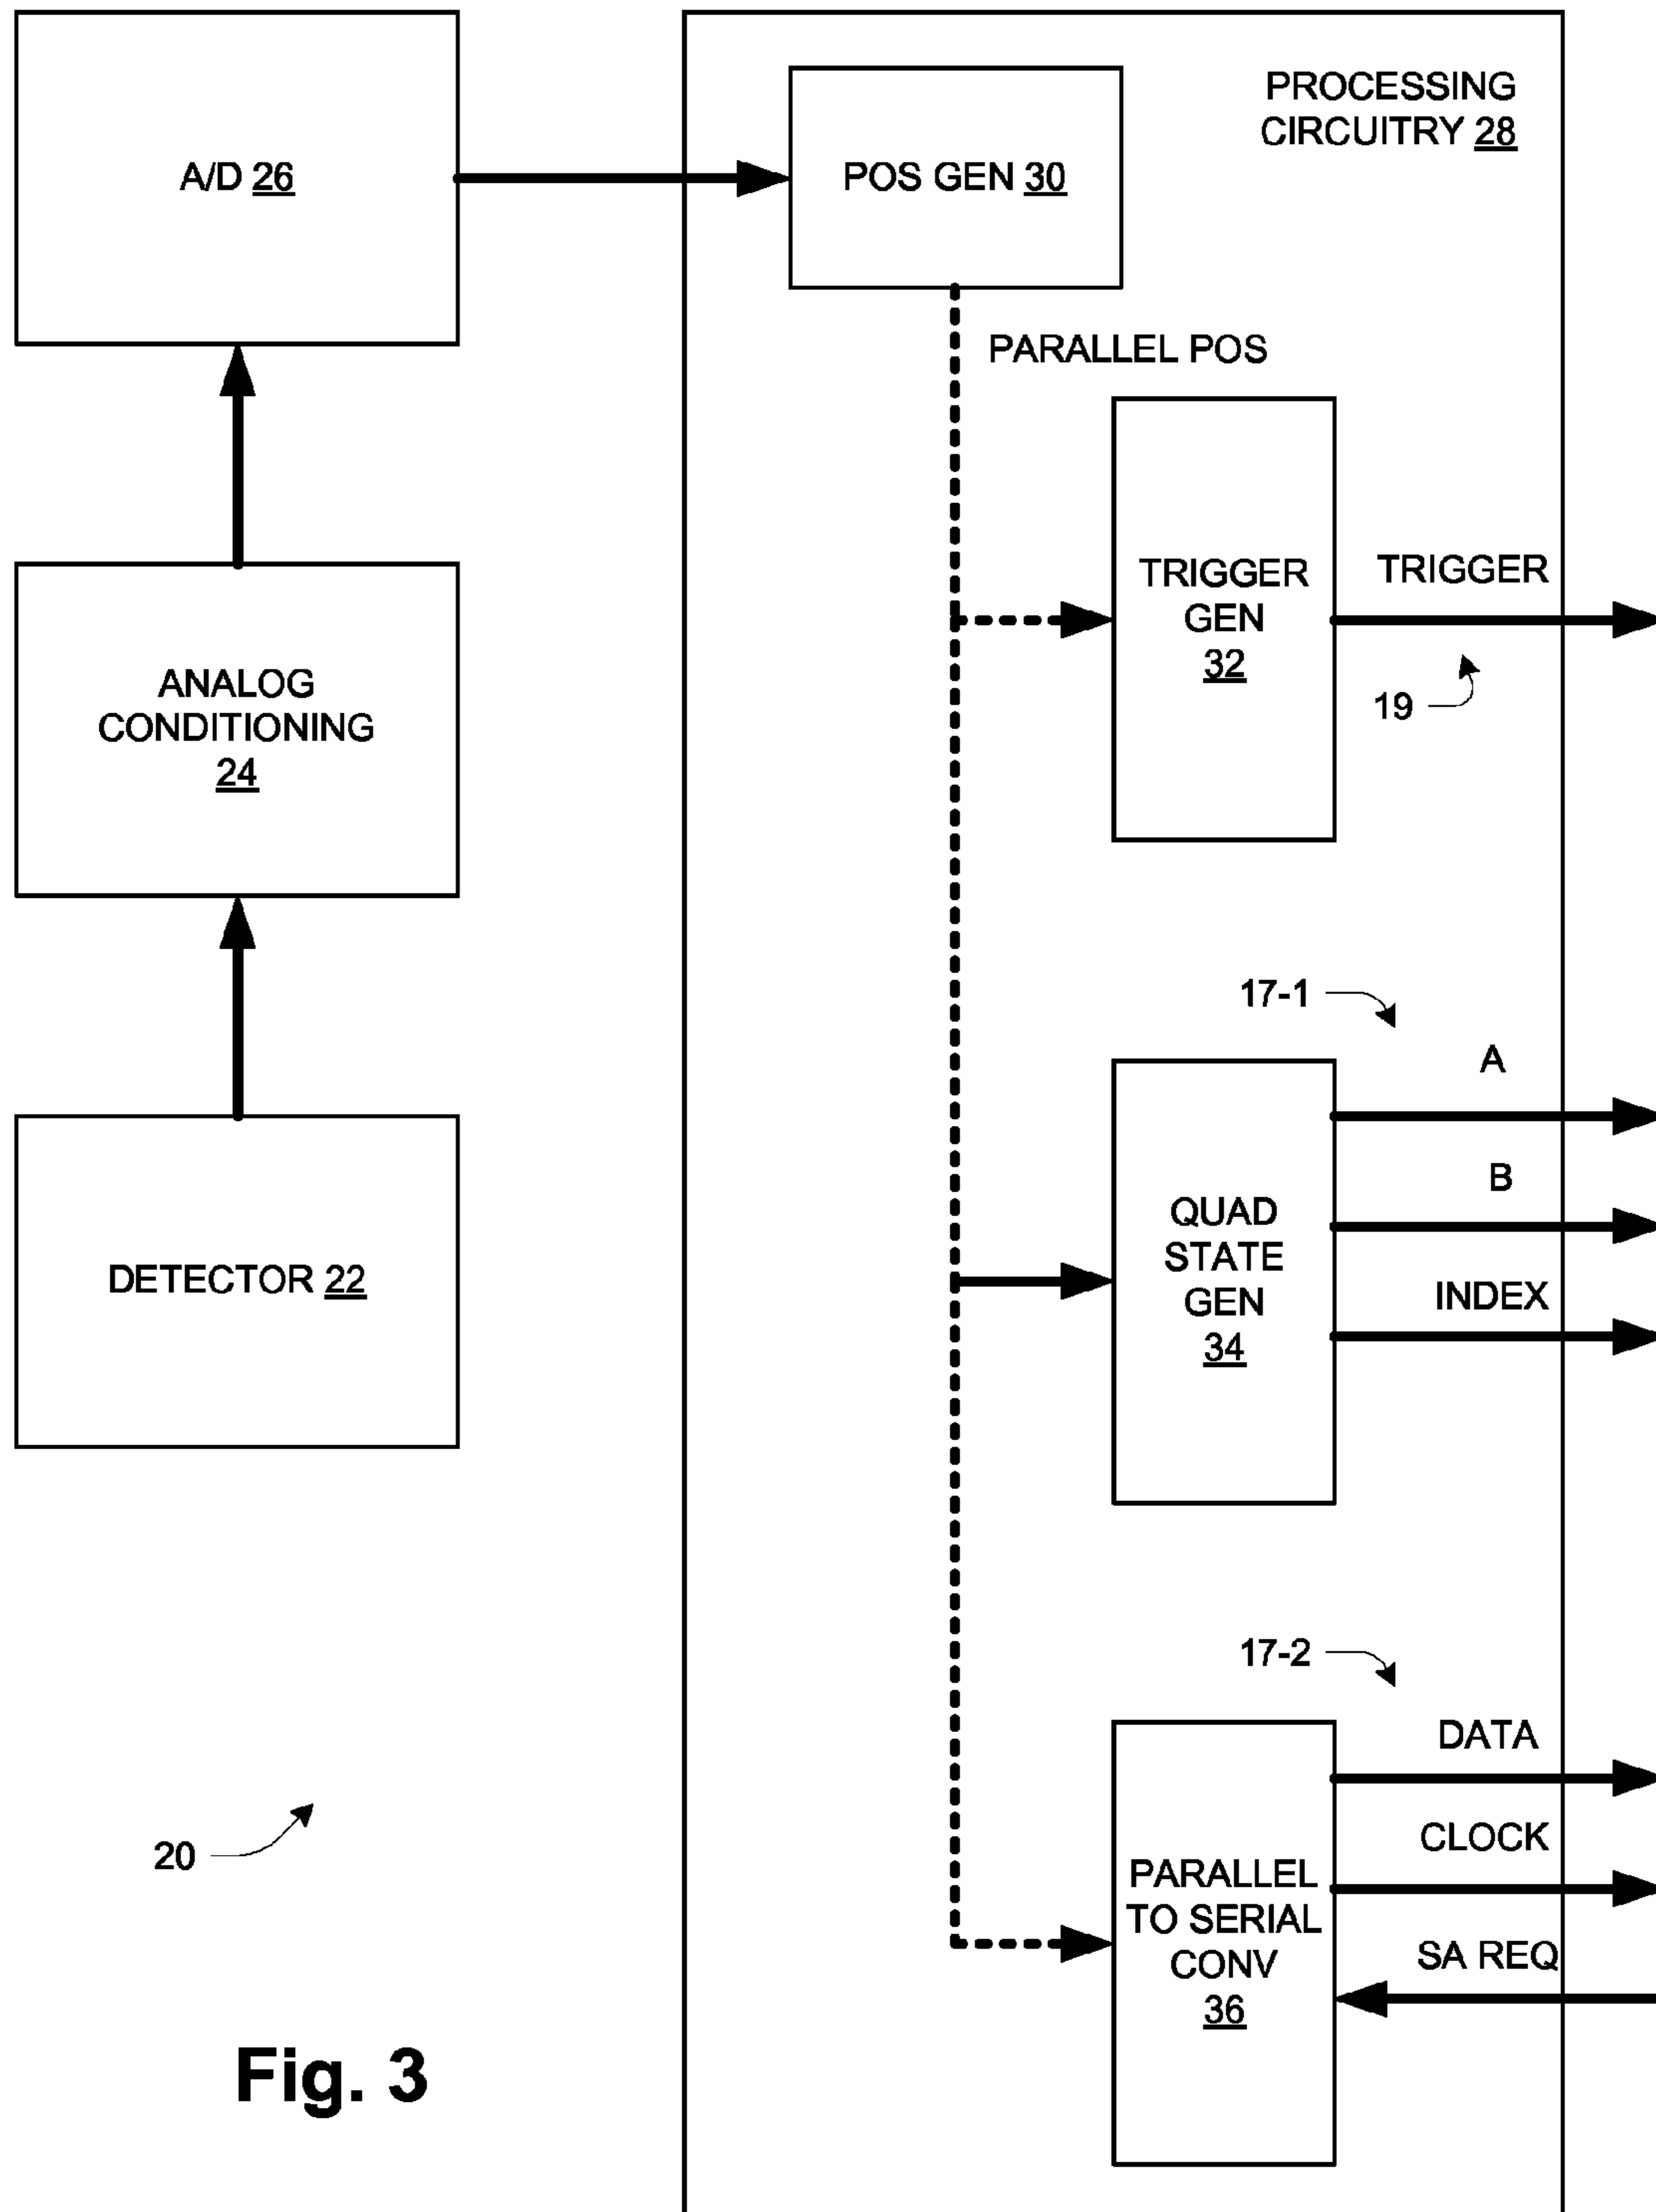 A/D 26
PROCESSING
CIRCUITRY 28
POS GEN 30
PARALLEL POS
TRIGGER
GEN
32
TRIGGER
19
ANALOG
CONDITIONING
24
17-1
A
B
INDEX
QUAD
STATE
GEN
34
DETECTOR 22
17-2
DATA
CLOCK
SA REQ
PARALLEL
TO SERIAL
CONV
36
20
Fig. 3